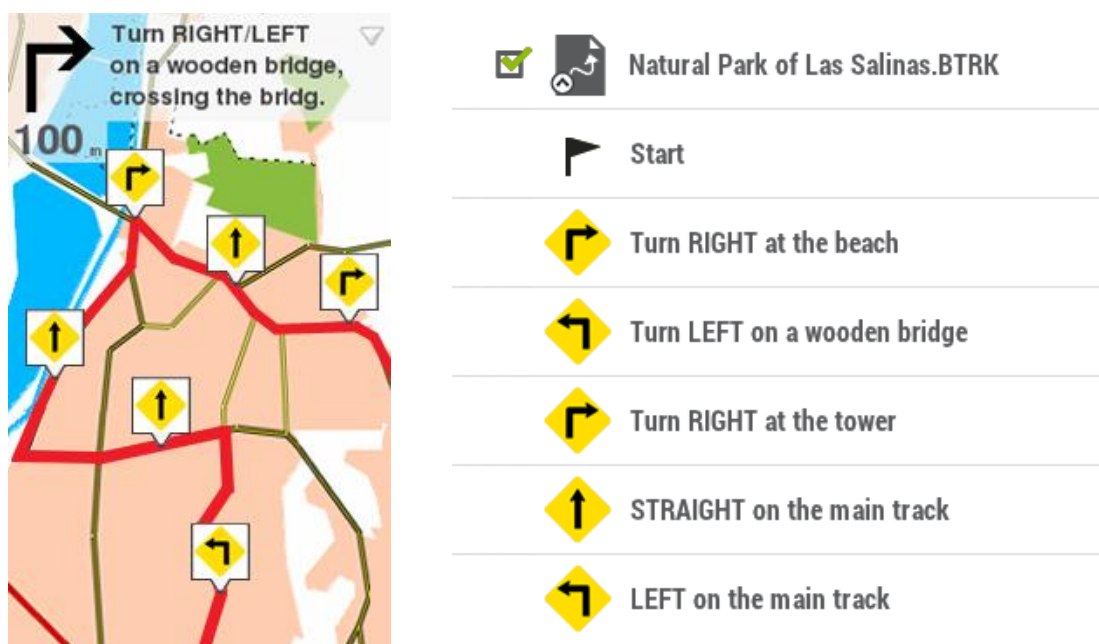 Turn RIGHT/LEFT
on a wooden bridge,
crossing the bridg.
100 m
Natural Park of Las Salinas.BTRK
Start
Turn RIGHT at the beach
Turn LEFT on a wooden bridge
Turn RIGHT at the tower
STRAIGHT on the main track
LEFT on the main track